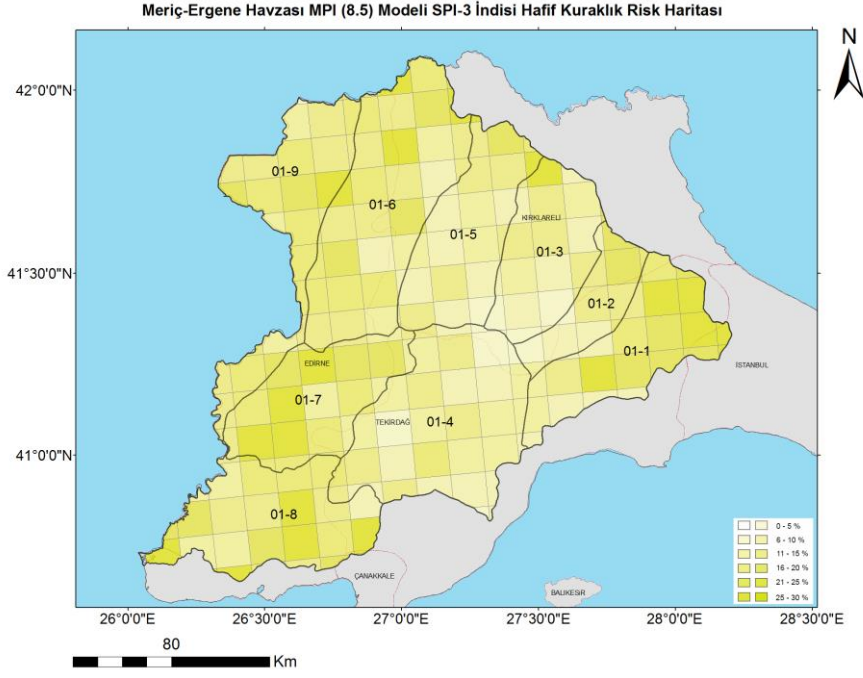 Meriç-Ergene Havzası MPI (8.5) Modeli SPI-3 İndisi Hafif Kuraklık Risk Haritası
N
42°0'0"N
01-9
01-6
KIRKLARELİ
01-5
01-3
41°30'0"N
01-2
01-1
EDİRNE
İSTANBUL
01-7
TEKİRDAĞ
01-4
41°0'0"N
01-8
0 - 5 %
6 - 10 %
11 - 15 %
16 - 20 %
21 - 25 %
25 - 30 %
ÇANAKKALE
BALIKESİR
26°0'0"E 26°30'0"E 27°0'0"E 27°30'0"E 28°0'0"E 28°30'0"E
80
Km